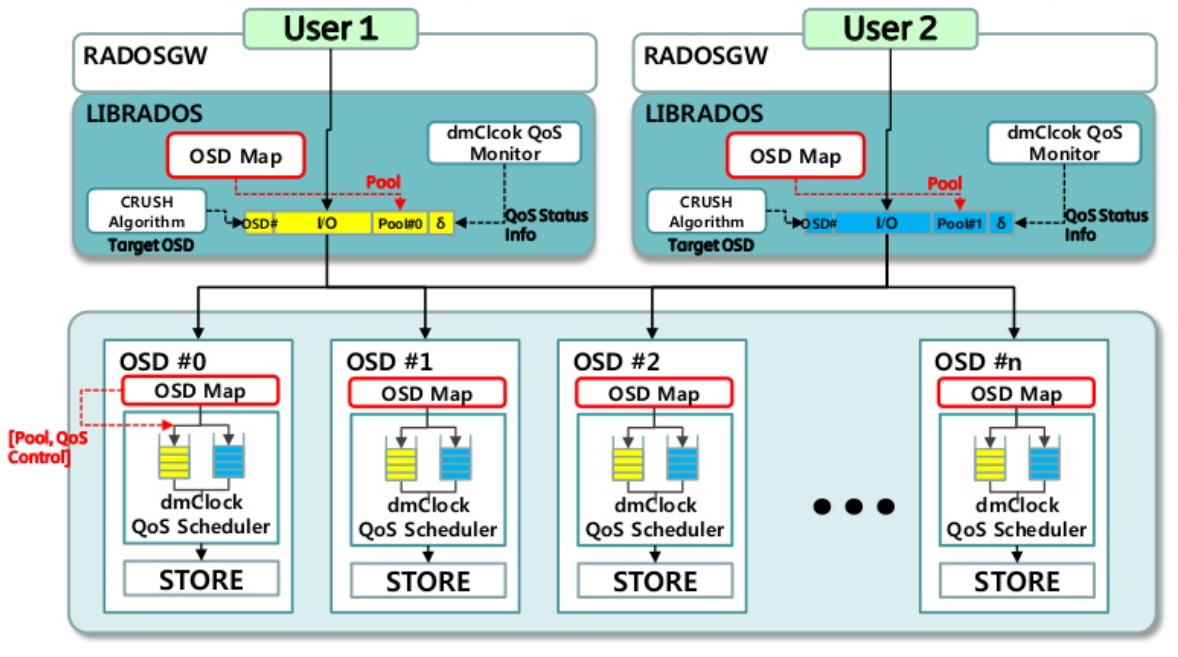 User 1
RADOSGW
LIBRADOS
OSD Map
dmClcok QoS
Monitor
Pool
CRUSH
Algorithm
Target OSD
OSD#
I/O
Pool#0
δ
QoS Status
Info
User 2
RADOSGW
LIBRADOS
OSD Map
dmClcok QoS
Monitor
Pool
CRUSH
Algorithm
Target OSD
OSD#
I/O
Pool#1
δ
QoS Status
Info
OSD #0
OSD Map
[Pool, QoS
Control]
dmClock
QoS Scheduler
STORE
OSD #1
OSD Map
dmClock
QoS Scheduler
STORE
OSD #2
OSD Map
dmClock
QoS Scheduler
STORE
OSD #n
OSD Map
dmClock
QoS Scheduler
STORE